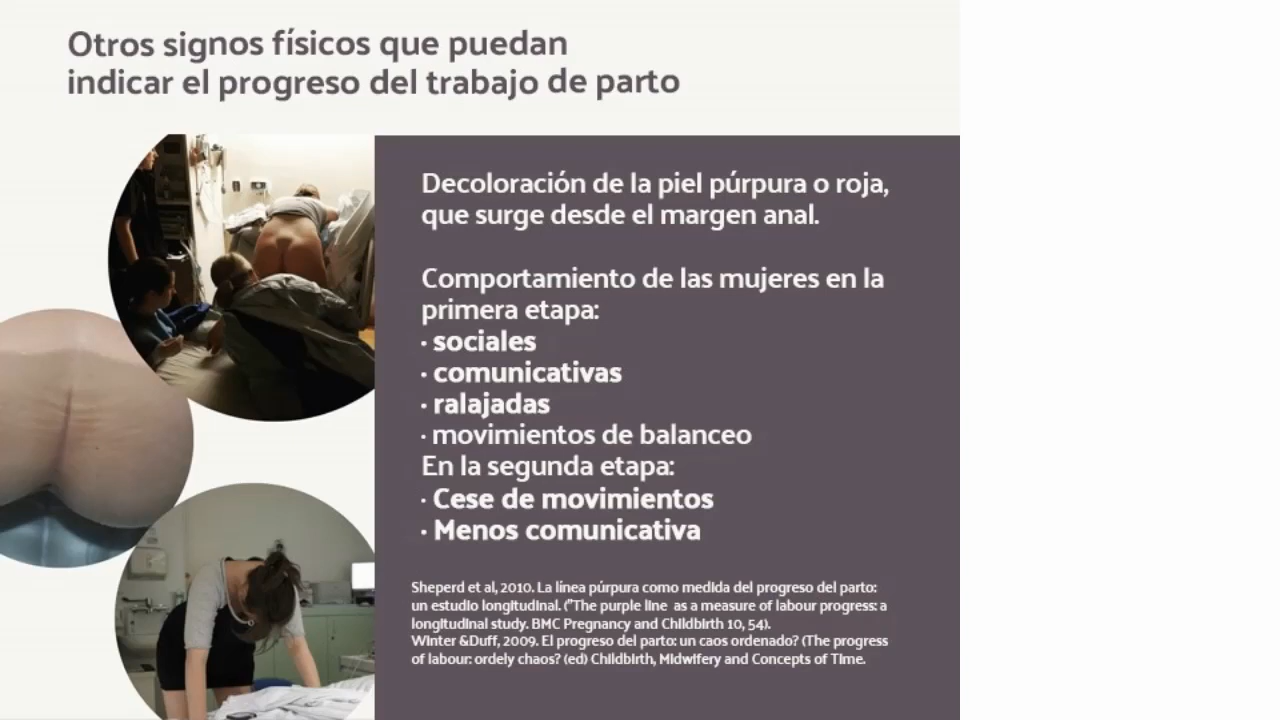 Otros signos físicos que puedan
indicar el progreso del trabajo de parto
Decoloración de la piel púrpura o roja,
que surge desde el margen anal.
Comportamiento de las mujeres en la
primera etapa:
· sociales
· comunicativas
· ralajadas
· movimientos de balanceo
En la segunda etapa:
· Cese de movimientos
· Menos comunicativa
Sheperd et al, 2010. La línea púrpura como medida del progreso del parto:
un estudio longitudinal. ("The purple line as a measure of labour progress: a
longitudinal study. BMC Pregnancy and Childbirth 10, 54).
Winter &Duff, 2009. El progreso del parto: un caos ordenado? (The progress
of labour: ordely chaos? (ed) Childbirth, Midwifery and Concepts of Time.